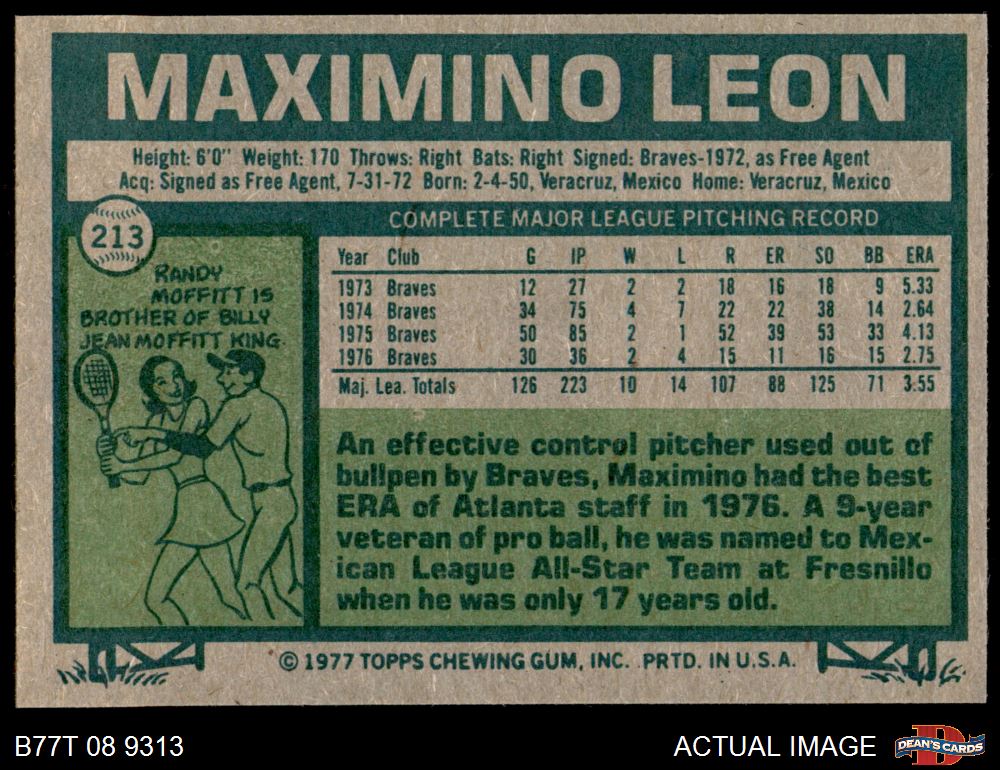 MAXIMINO LEON
Height: 6'0" Weight: 170 Throws: Right Bats: Right Signed: Braves-1972, as Free Agent
Acq: Signed as Free Agent, 7-31-72 Born: 2-4-50, Veracruz, Mexico Home: Veracruz, Mexico
213
RANDY
MOFFITT IS
BROTHER OF BILLY
JEAN MOFFITT KING.
COMPLETE MAJOR LEAGUE PITCHING RECORD
Year Club G IP W L R ER SO BB ERA
1973 Braves 12 27 2 2 18 16 18 9 5.33
1974 Braves 34 75 4 7 22 22 38 14 2.64
1975 Braves 50 85 2 1 52 39 53 33 4.13
1976 Braves 30 36 2 4 15 11 16 15 2.75
Maj. Lea. Totals 126 223 10 14 107 88 125 71 3.55
An effective control pitcher used out of
bullpen by Braves, Maximino had the best
ERA of Atlanta staff in 1976. A 9-year
veteran of pro ball, he was named to Mex-
ican League All-Star Team at Fresnillo
when he was only 17 years old.
© 1977 TOPPS CHEWING GUM, INC. PRTD. IN U.S.A.
B77T 08 9313
ACTUAL IMAGE
D
DEAN'S CARDS